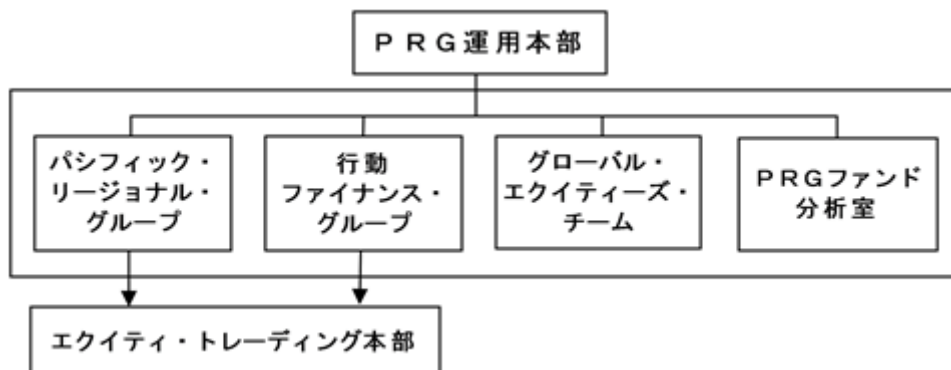 ＰＲＧ運用本部
パシフィック・
リージョナル・
グループ
行動
ファイナンス・
グループ
グローバル・
エクイティーズ・
チーム
ＰＲＧファンド
分析室
エクイティ・トレーディング本部